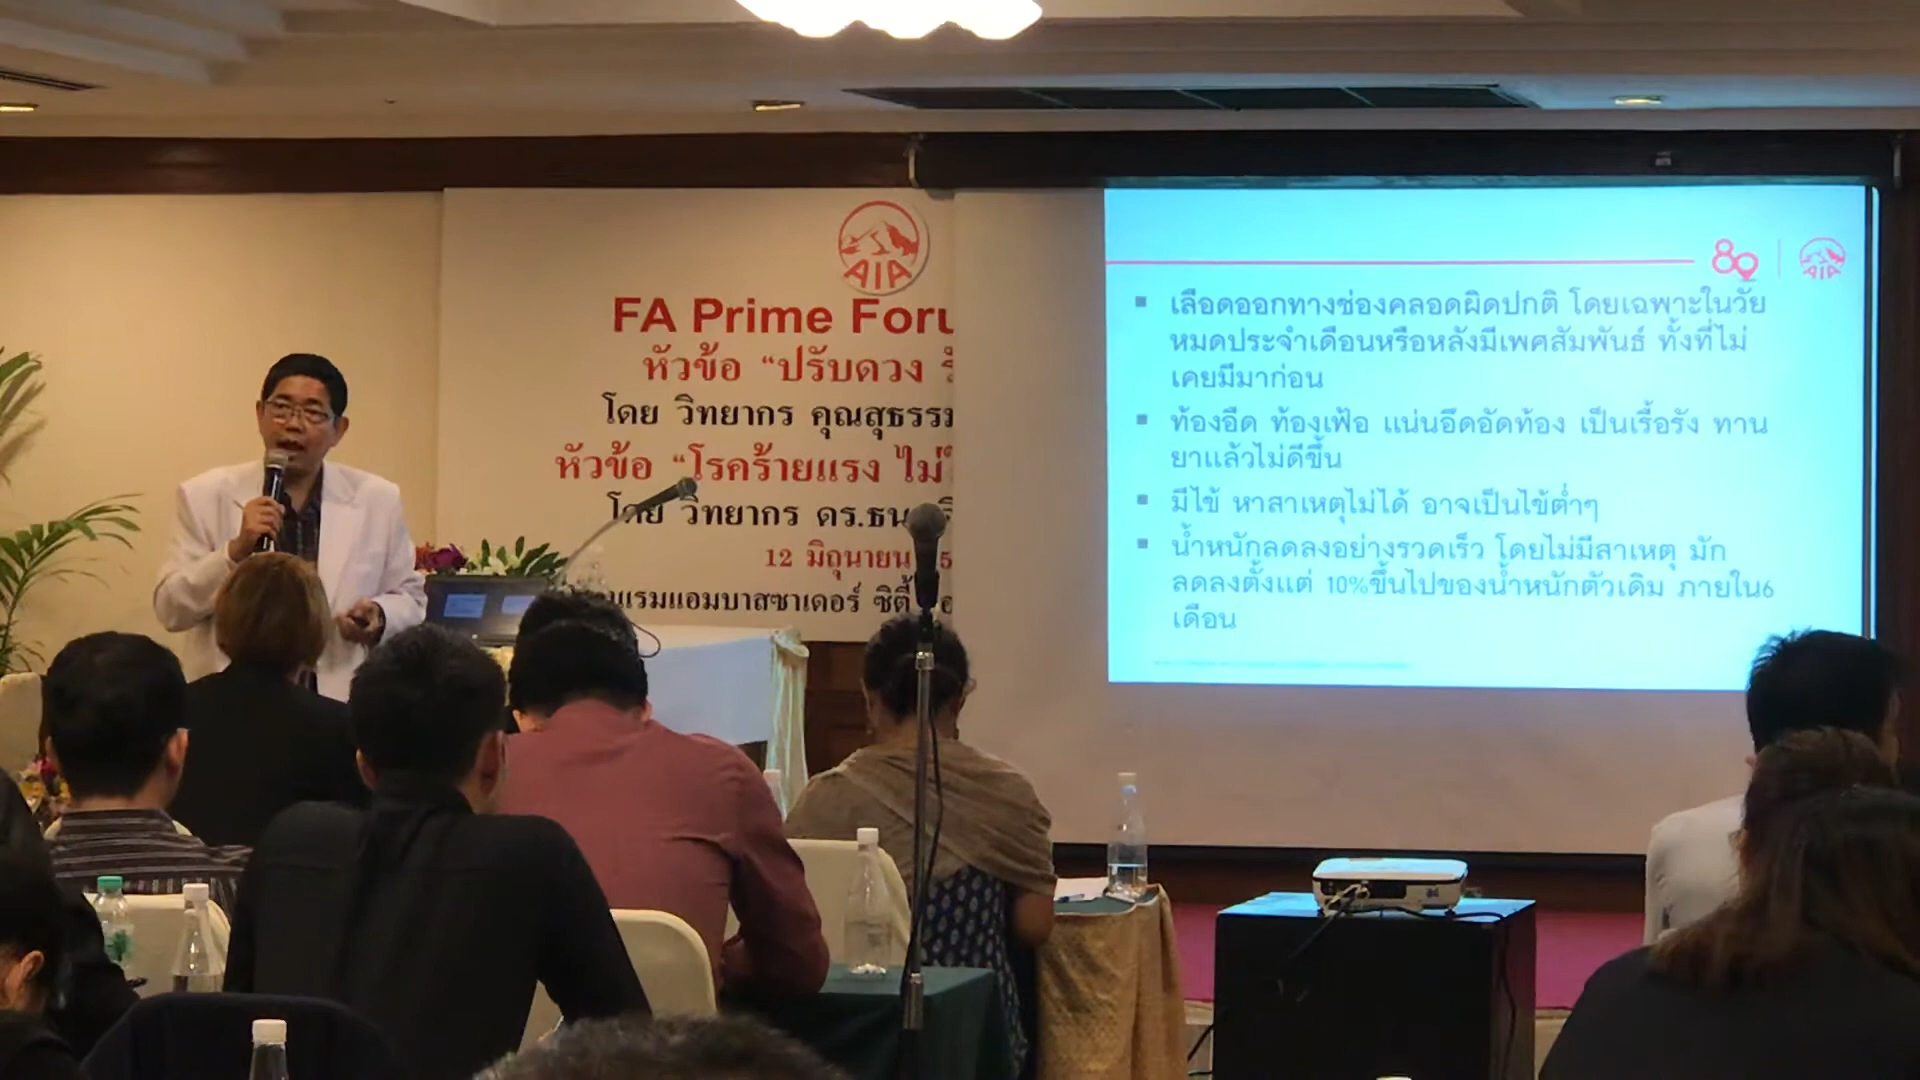 AIA
FA Prime
หัวข้อ “ปรับดวง
โดย วิทยากร คุณสุธรรม
หัวข้อ “โรคร้ายแรง ไม่
โดย วิทยากร ดร.ธน
12 มิถุนายน
แรมแอมบาสซาเดอร์ ซิตี้
80 AIA
▪ เลือดออกทางช่องคลอดผิดปกติ โดยเฉพาะในวัย
หมดประจำเดือนหรือหลังมีเพศสัมพันธ์ ทั้งที่ไม่
เคยมีมาก่อน
▪ ท้องอืด ท้องเฟ้อ แน่นอึดอัดท้อง เป็นเรื้อรัง ทาน
ยาแล้วไม่ดีขึ้น
▪ มีไข้ หาสาเหตุไม่ได้ อาจเป็นไข้ต่ำๆ
▪ น้ำหนักลดลงอย่างรวดเร็ว โดยไม่มีสาเหตุ มัก
ลดลงตั้งแต่ 10%ขึ้นไปของน้ำหนักตัวเดิม ภายใน6
เดือน